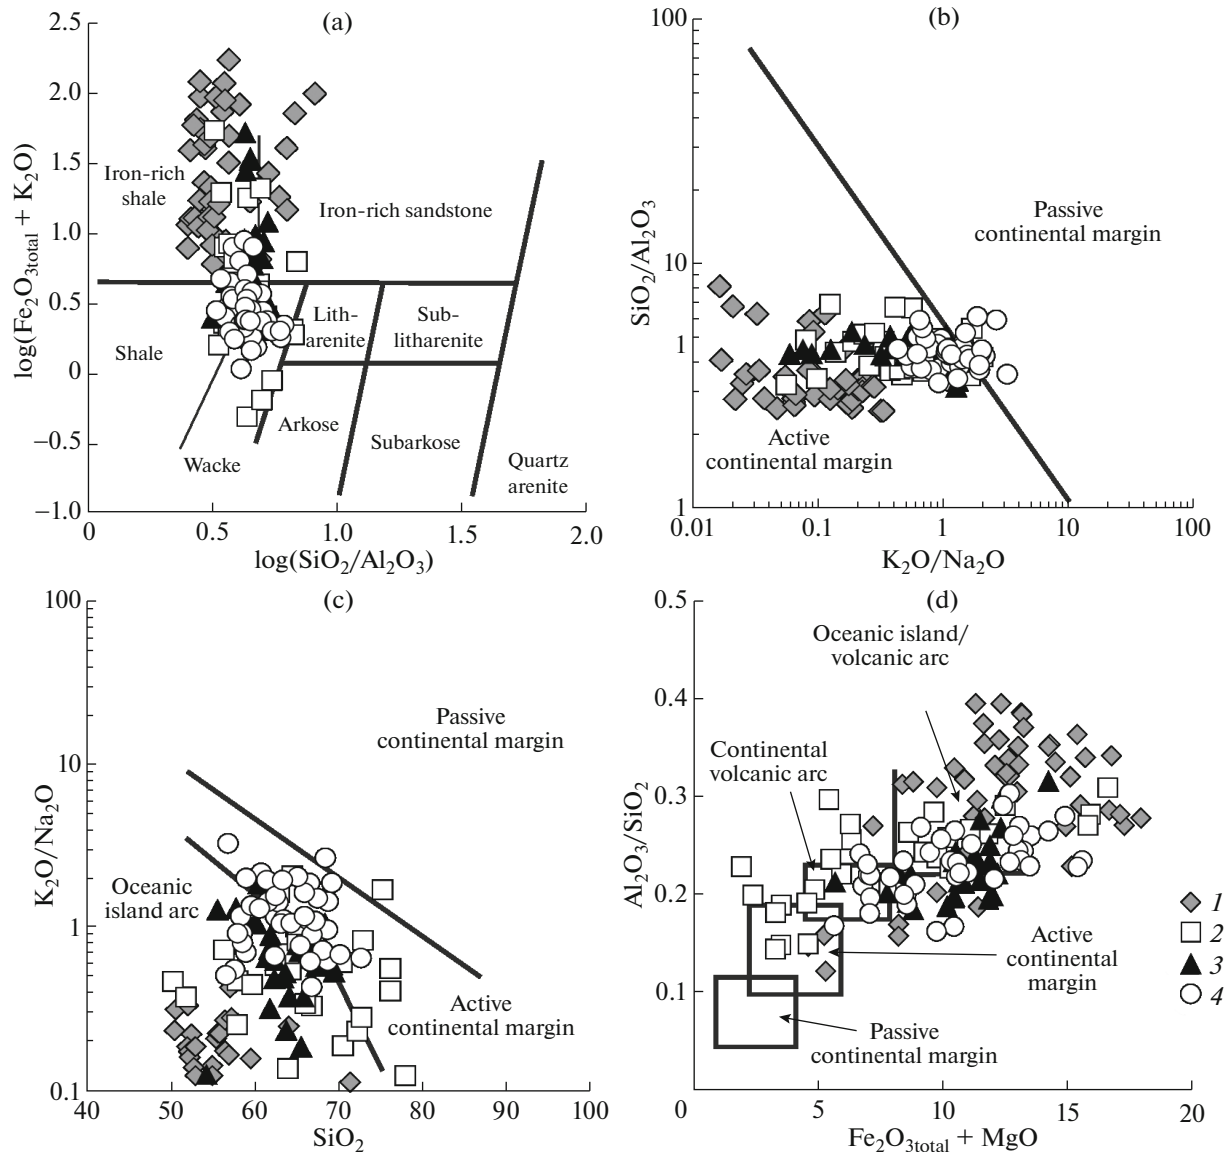 (a)
2.5
2.0
1.5
1.0
0.5
0
−0.5
−1.0
log(Fe₂O₃total + K₂O)
Iron-rich
shale
Iron-rich sandstone
Shale
Lith-
arenite
Sub-
litharenite
Arkose
Subarkose
Wacke
Quartz
arenite
0
0.5
1.0
1.5
2.0
log(SiO₂/Al₂O₃)
(b)
100
10
1
1
SiO₂/Al₂O₃
Passive
continental margin
Active
continental margin
0.01
0.1
1
10
100
K₂O/Na₂O
(c)
100
10
1
0.1
K₂O/Na₂O
Passive
continental margin
Oceanic
island arc
Active
continental margin
40
50
60
70
80
90
100
SiO₂
(d)
0.5
0.4
0.3
0.2
0.1
Al₂O₃/SiO₂
Oceanic island/
volcanic arc
Continental
volcanic arc
Active
continental
margin
Passive
continental margin
1
2
3
4
0
5
10
15
20
Fe₂O₃total + MgO